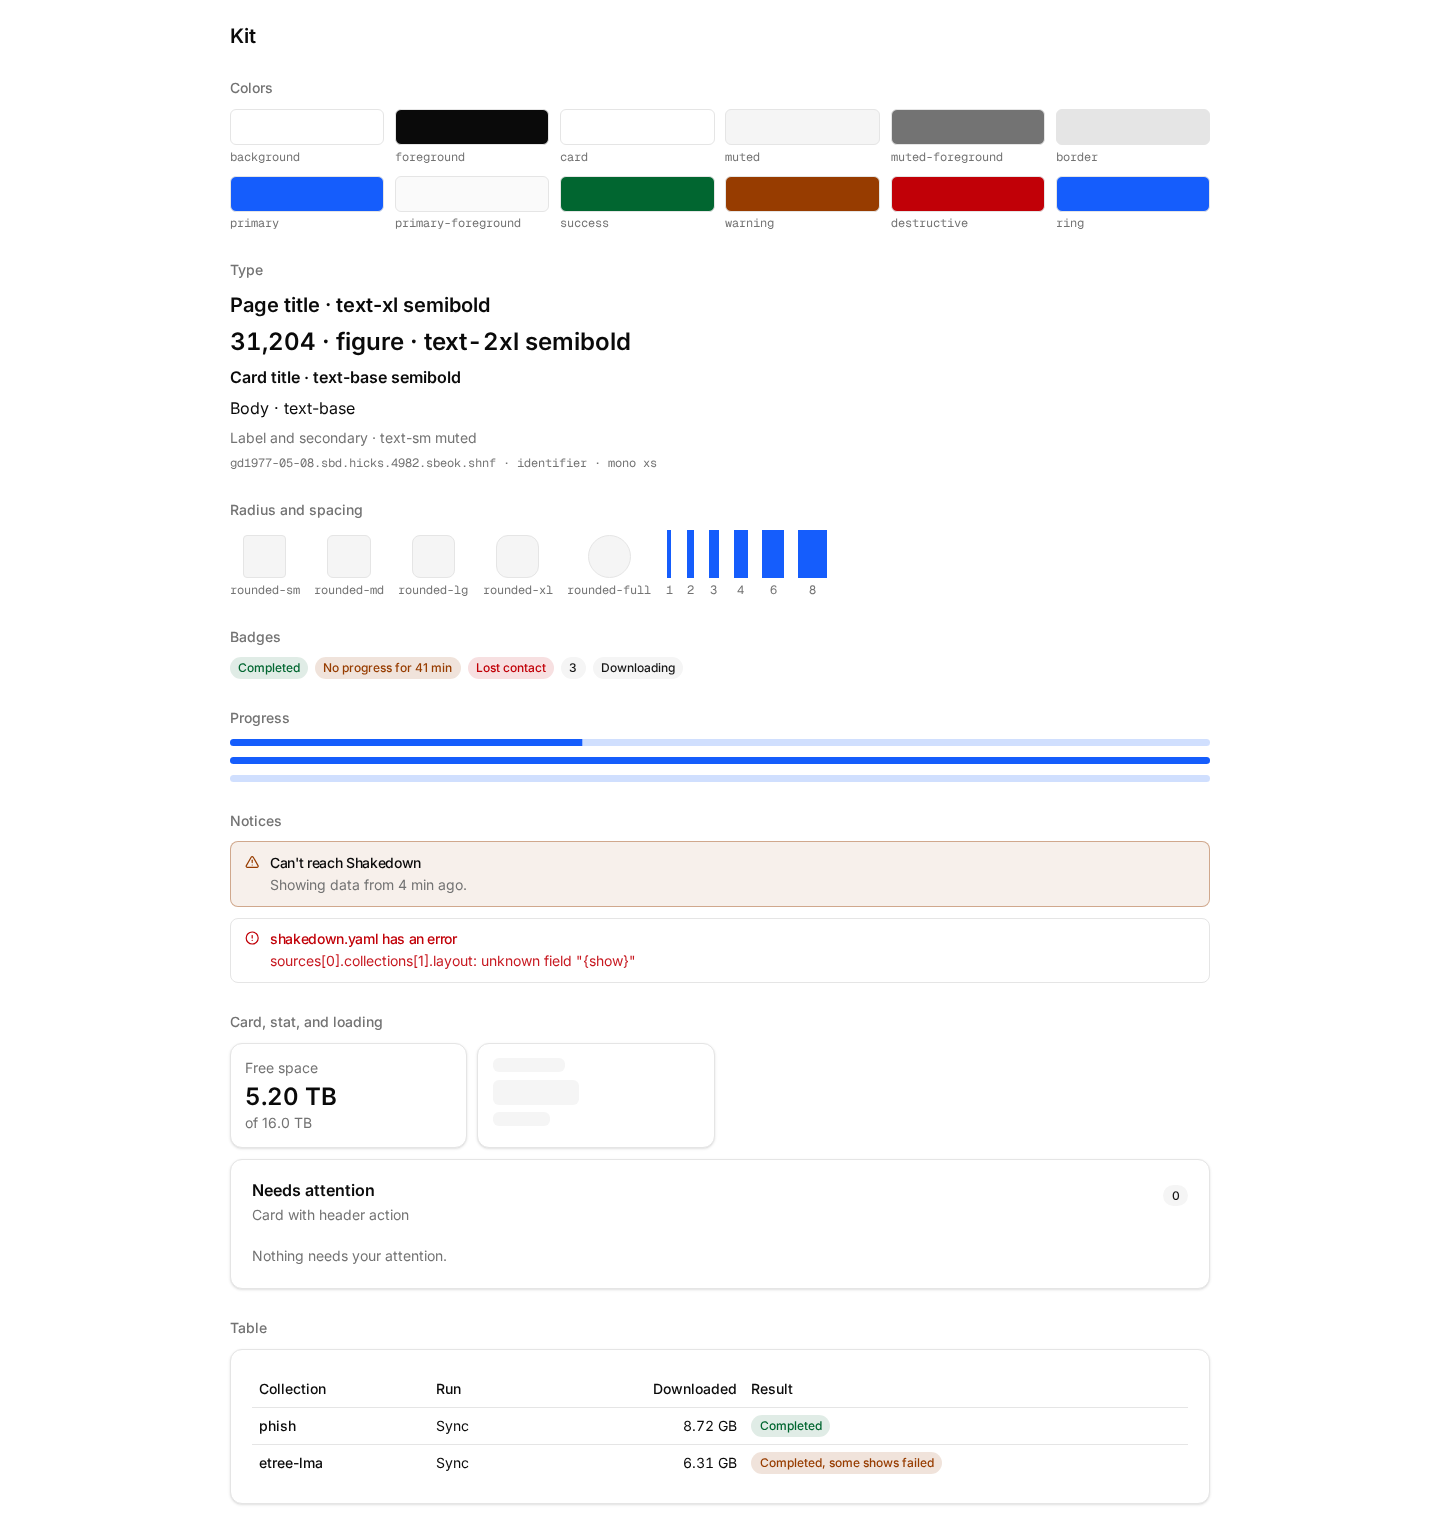 Kit
Colors
background foreground card muted muted-foreground border
primary primary-foreground success warning destructive ring
Type
Page title · text-xl semibold
31,204 · figure · text-2xl semibold
Card title · text-base semibold
Body · text-base
Label and secondary · text-sm muted
gd1977-05-08.sbd.hicks.4982.sbeok.shnf · identifier · mono xs
Radius and spacing
rounded-sm rounded-md rounded-lg rounded-xl rounded-full 1 2 3 4 6 8
Badges
Completed No progress for 41 min Lost contact 3 Downloading
Progress
Notices
Can't reach Shakedown
Showing data from 4 min ago.
shakedown.yaml has an error
sources[0].collections[1].layout: unknown field "{show}"
Card, stat, and loading
Free space
5.20 TB
of 16.0 TB
Needs attention
0
Card with header action
Nothing needs your attention.
Table
Collection Run Downloaded Result
phish Sync 8.72 GB Completed
etree-lma Sync 6.31 GB Completed, some shows failed